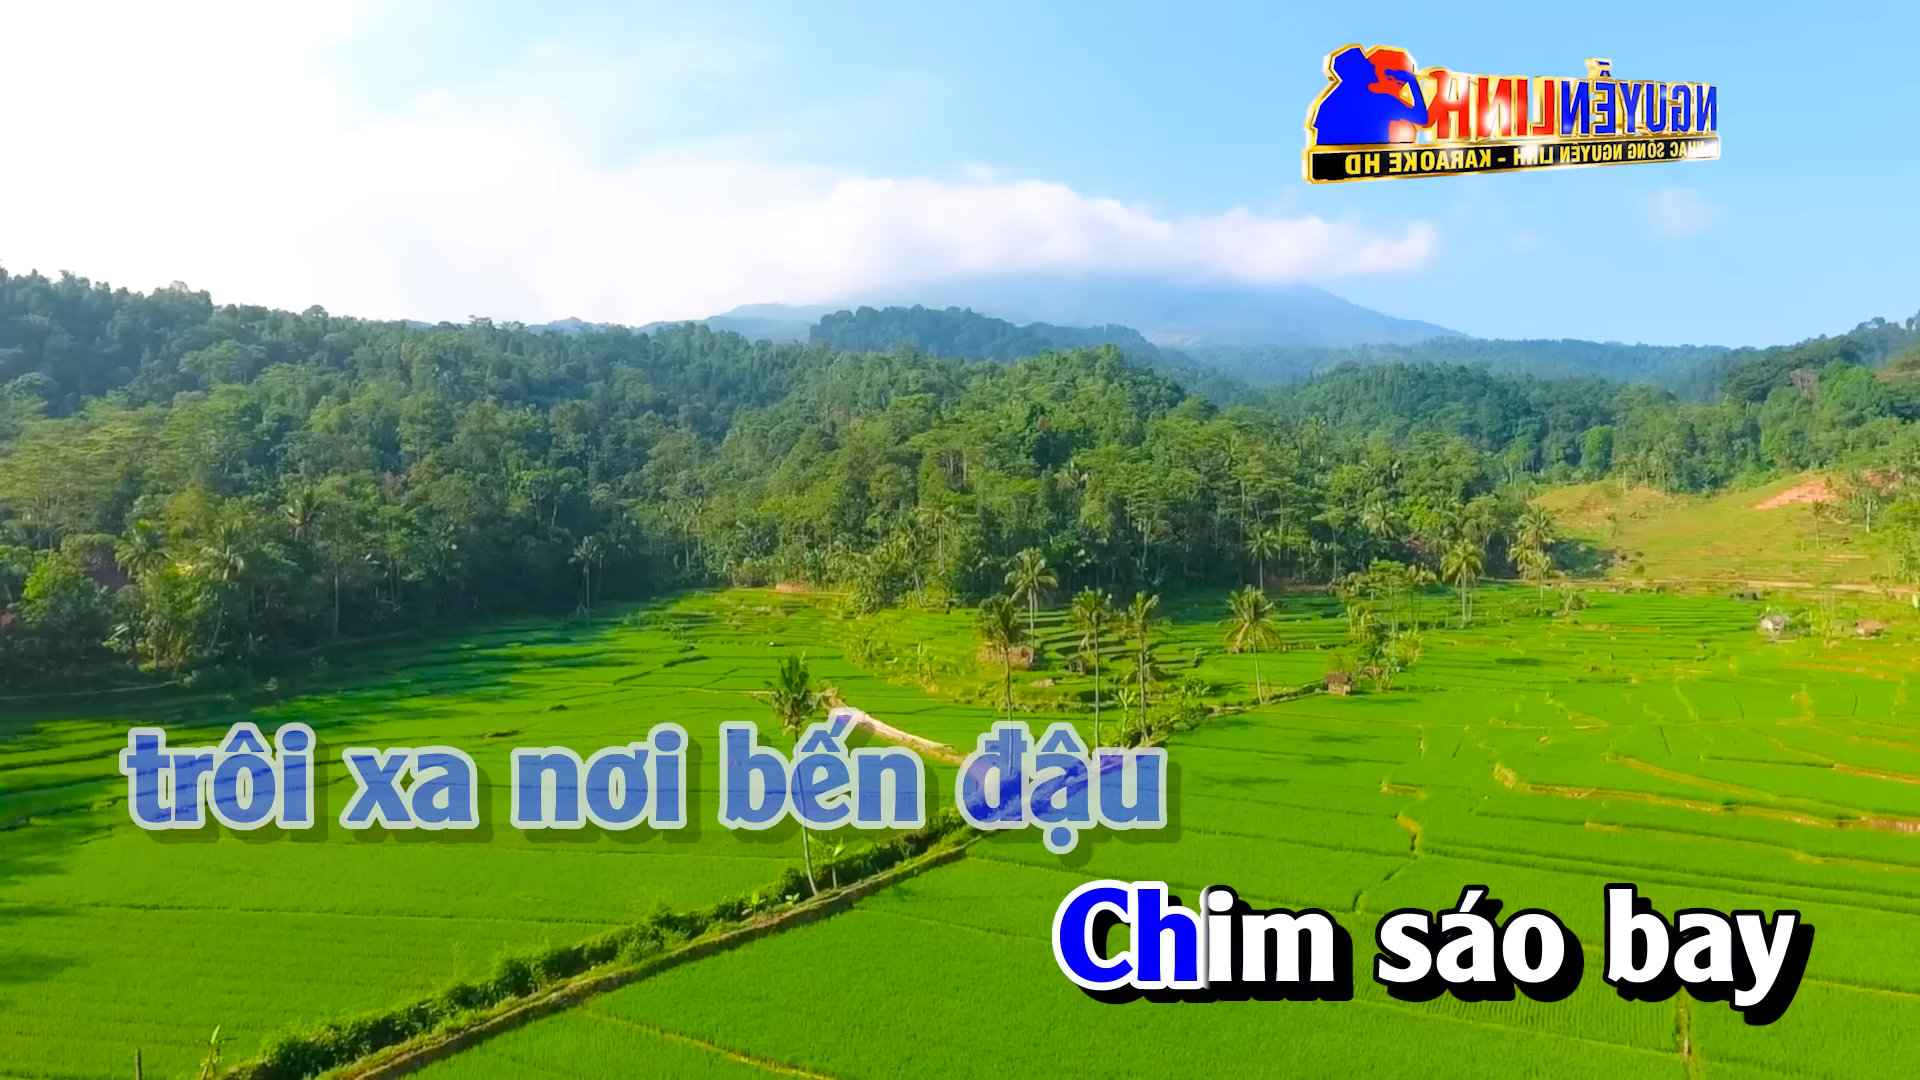 NGUYỄN LINH
NHẠC SỐNG NGUYỄN LINH - KARAOKE HD
trôi xa nơi bến đậu
Chim sáo bay